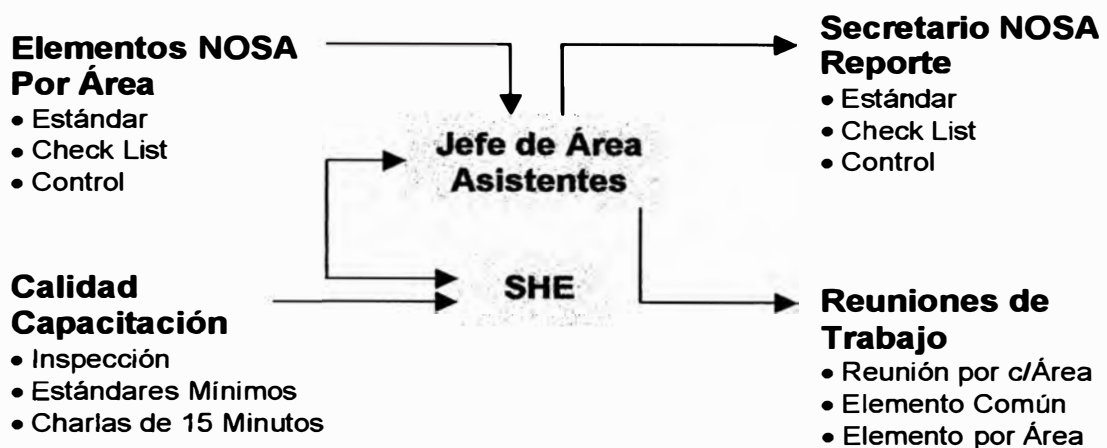 Elementos NOSA
Por Área
• Estándar
• Check List
• Control
Secretario NOSA
Reporte
• Estándar
• Check List
• Control
Jefe de Área
Asistentes
SHE
Calidad
Capacitación
• Inspección
• Estándares Mínimos
• Charlas de 15 Minutos
Reuniones de
Trabajo
• Reunión por c/Área
• Elemento Común
• Elemento por Área